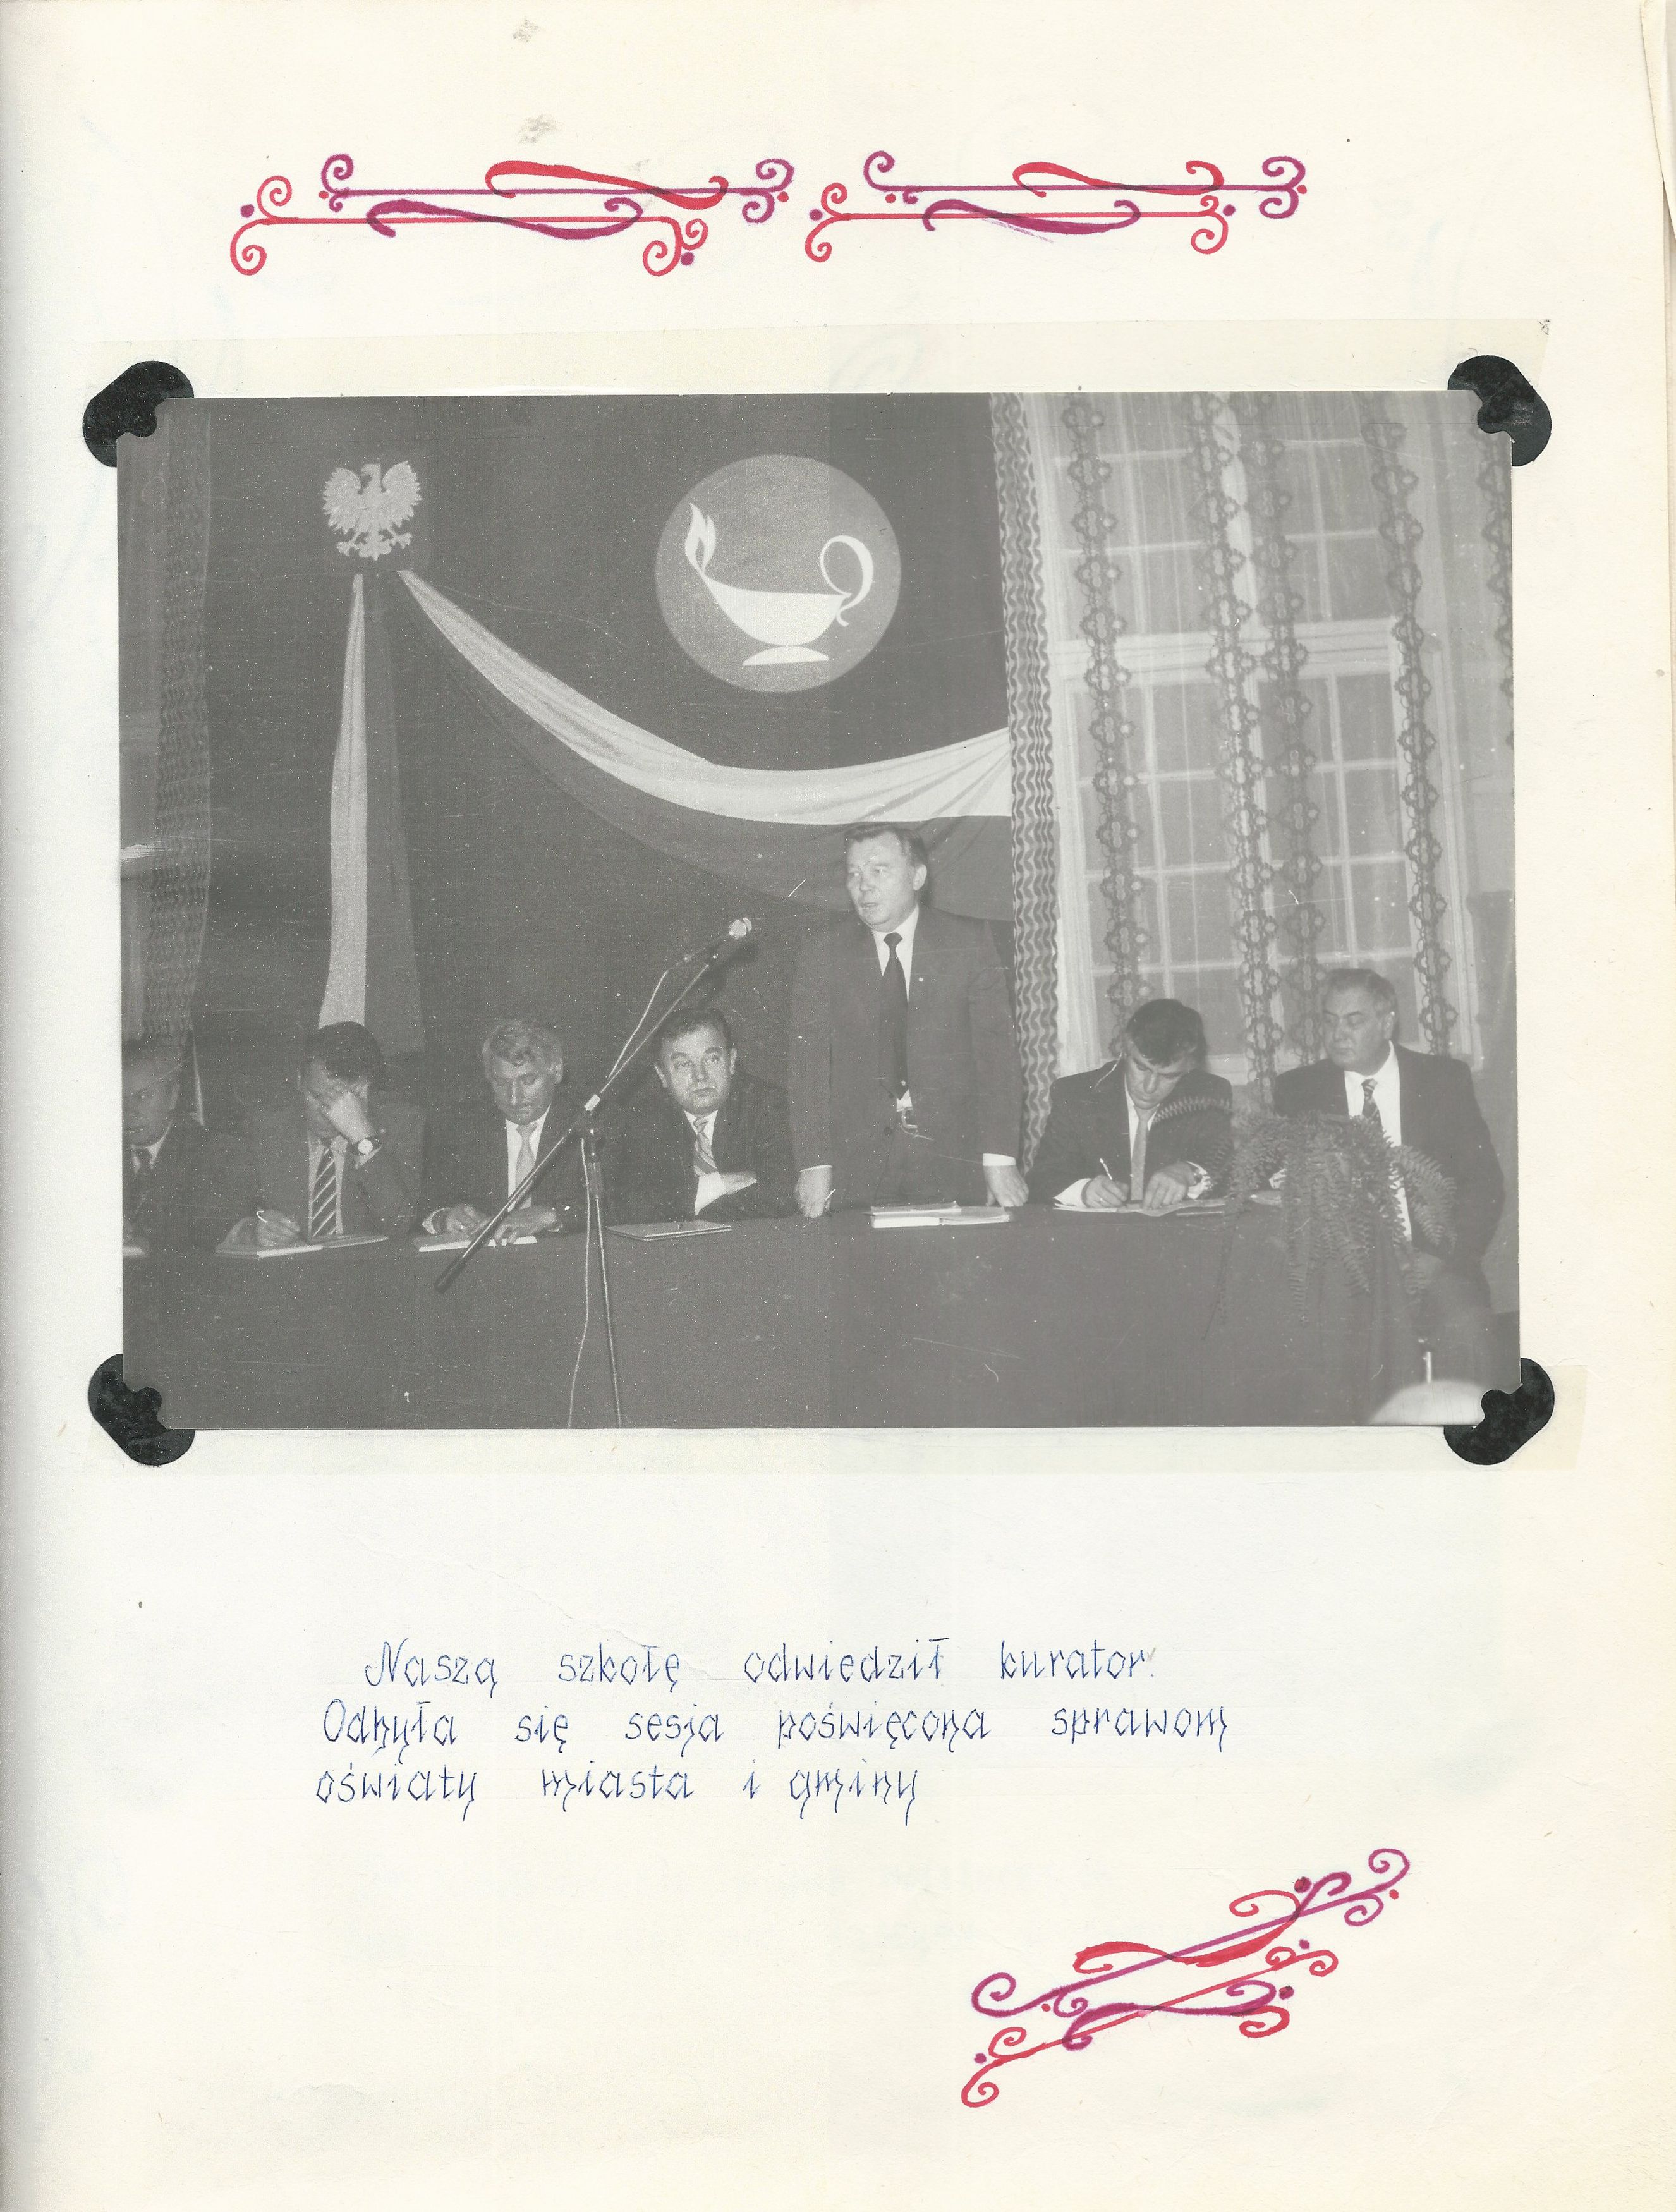 Naszą szkołę odwiedził kurator.
Odbyła się sesja poświęcona sprawom
oświaty miasta i gminy